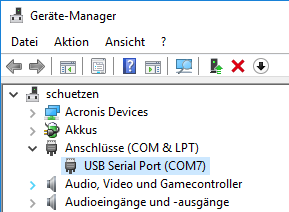 Geräte-Manager
Datei Aktion Ansicht ?
schuetzen
Acronis Devices
Akkus
Anschlüsse (COM & LPT)
USB Serial Port (COM7)
Audio, Video und Gamecontroller
Audioeingänge und -ausgänge